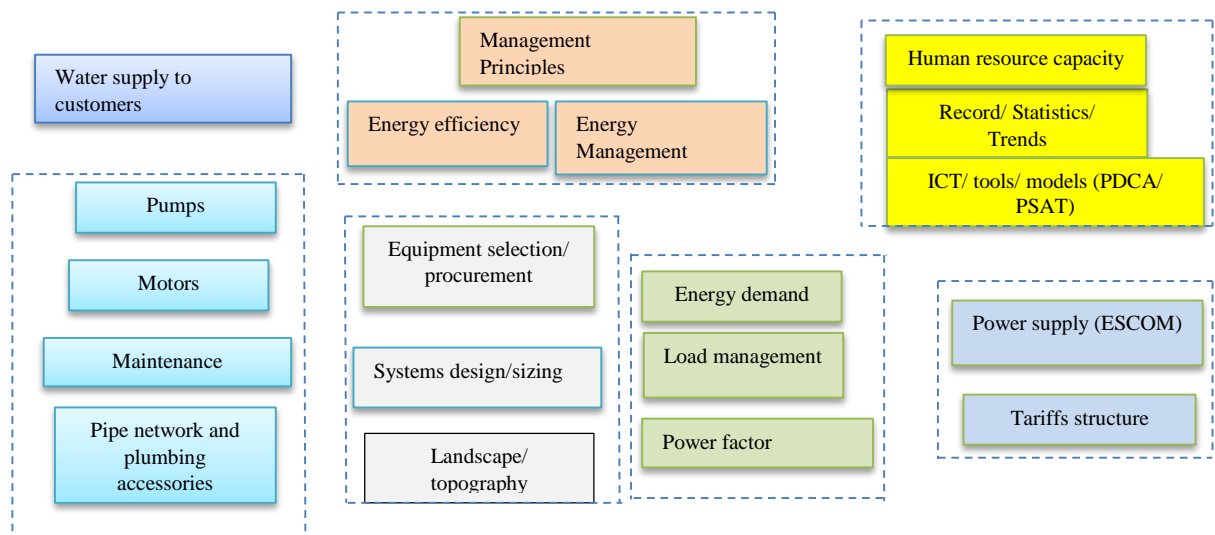 Water supply to
customers
Management
Principles
Energy efficiency
Energy
Management
Human resource capacity
Record/ Statistics/
Trends
ICT/ tools/ models (PDCA/
PSAT)
Pumps
Motors
Maintenance
Pipe network and
plumbing
accessories
Equipment selection/
procurement
Systems design/sizing
Landscape/
topography
Energy demand
Load management
Power factor
Power supply (ESCOM)
Tariffs structure